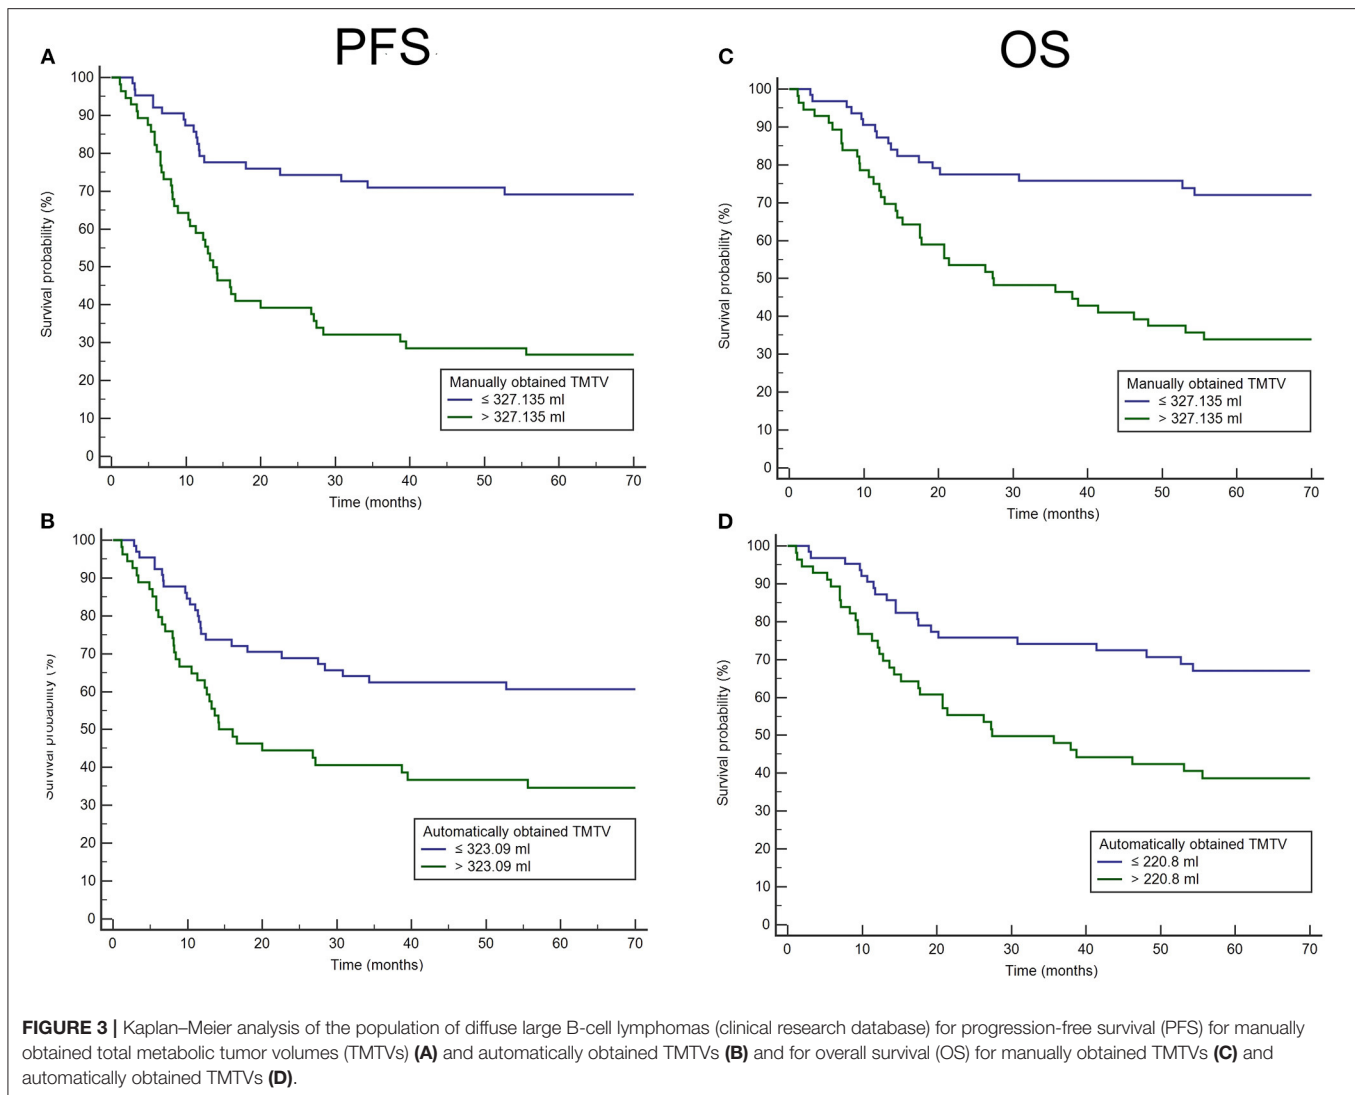 PFS
OS
A
100
90
80
70
60
50
40
30
20
10
0
Survival probability (%)
0 10 20 30 40 50 60 70
Time (months)
Manually obtained TMTV
≤ 327.135 ml
> 327.135 ml
C
100
90
80
70
60
50
40
30
20
10
0
Survival probability (%)
0 10 20 30 40 50 60 70
Time (months)
Manually obtained TMTV
≤ 327.135 ml
> 327.135 ml
B
100
90
80
70
60
50
40
30
20
10
0
Survival probability (%)
0 10 20 30 40 50 60 70
Time (months)
Automatically obtained TMTV
≤ 323.09 ml
> 323.09 ml
D
100
90
80
70
60
50
40
30
20
10
0
Survival probability (%)
0 10 20 30 40 50 60 70
Time (months)
Automatically obtained TMTV
≤ 220.8 ml
> 220.8 ml
FIGURE 3 | Kaplan–Meier analysis of the population of diffuse large B-cell lymphomas (clinical research database) for progression-free survival (PFS) for manually
obtained total metabolic tumor volumes (TMTVs) (A) and automatically obtained TMTVs (B) and for overall survival (OS) for manually obtained TMTVs (C) and
automatically obtained TMTVs (D).